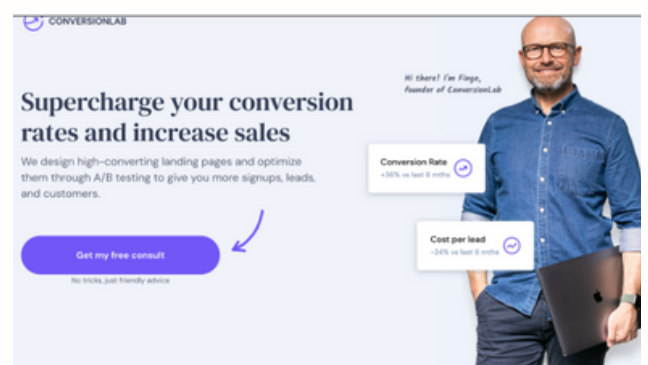 CONVERSIONLAB
Hi there! I'm Finge,
founder of ConversionLab
Supercharge your conversion
rates and increase sales
We design high-converting landing pages and optimize
them through A/B testing to give you more signups, leads,
and customers.
Conversion Rate
+36% vs last 6 mths
Cost per lead
-24% vs last 6 mths
Get my free consult
No tricks, just friendly advice